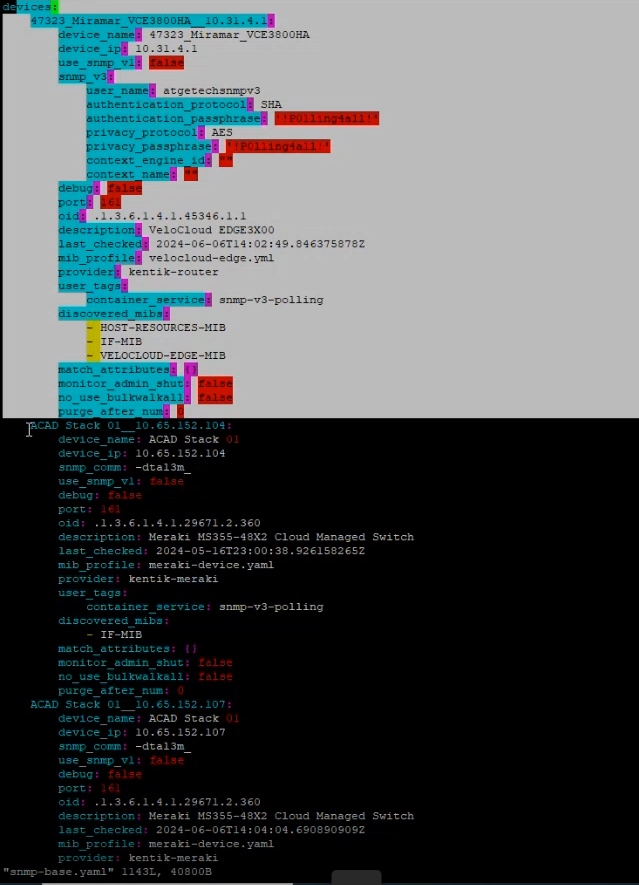 devices:
    47323_Miramar_VCE3800HA__10.31.4.1:
        device_name: 47323_Miramar_VCE3800HA
        device_ip: 10.31.4.1
        use_snmp_v1: false
        snmp_v3:
            user_name: atgetechsnmpv3
            authentication_protocol: SHA
            authentication_passphrase: '!P0lling4all!'
            privacy_protocol: AES
            privacy_passphrase: '!P0lling4all!'
            context_engine_id: ""
            context_name: ""
        debug: false
        port: 161
        oid: .1.3.6.1.4.1.45346.1.1
        description: VeloCloud EDGE3X00
        last_checked: 2024-06-06T14:02:49.846375878Z
        mib_profile: velocloud-edge.yml
        provider: kentik-router
        user_tags:
            container_service: snmp-v3-polling
        discovered_mibs:
            - HOST-RESOURCES-MIB
            - IF-MIB
            - VELOCLOUD-EDGE-MIB
        match_attributes: {}
        monitor_admin_shut: false
        no_use_bulkwalkall: false
        purge_after_num: 0
    ACAD Stack 01__10.65.152.104:
        device_name: ACAD Stack 01
        device_ip: 10.65.152.104
        snmp_comm: -dtal3m_
        use_snmp_v1: false
        debug: false
        port: 161
        oid: .1.3.6.1.4.1.29671.2.360
        description: Meraki MS355-48X2 Cloud Managed Switch
        last_checked: 2024-05-16T23:00:38.926158265Z
        mib_profile: meraki-device.yaml
        provider: kentik-meraki
        user_tags:
            container_service: snmp-v3-polling
        discovered_mibs:
            - IF-MIB
        match_attributes: {}
        monitor_admin_shut: false
        no_use_bulkwalkall: false
        purge_after_num: 0
    ACAD Stack 01__10.65.152.107:
        device_name: ACAD Stack 01
        device_ip: 10.65.152.107
        snmp_comm: -dtal3m_
        use_snmp_v1: false
        debug: false
        port: 161
        oid: .1.3.6.1.4.1.29671.2.360
        description: Meraki MS355-48X2 Cloud Managed Switch
        last_checked: 2024-06-06T14:04:04.690890909Z
        mib_profile: meraki-device.yaml
        provider: kentik-meraki
"snmp-base.yaml" 1143L, 40800B